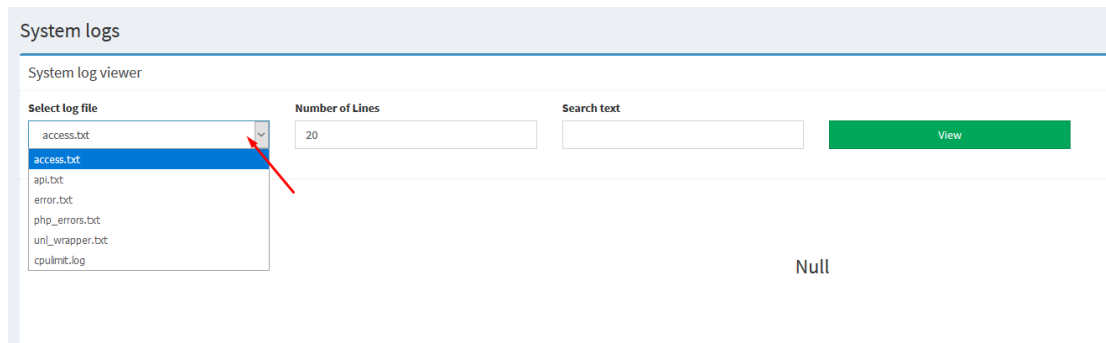 System logs
System log viewer
Select log file
Number of Lines
Search text
access.txt
20
View
access.txt
api.txt
error.txt
php_errors.txt
unl_wrapper.txt
cpulimit.log
Null